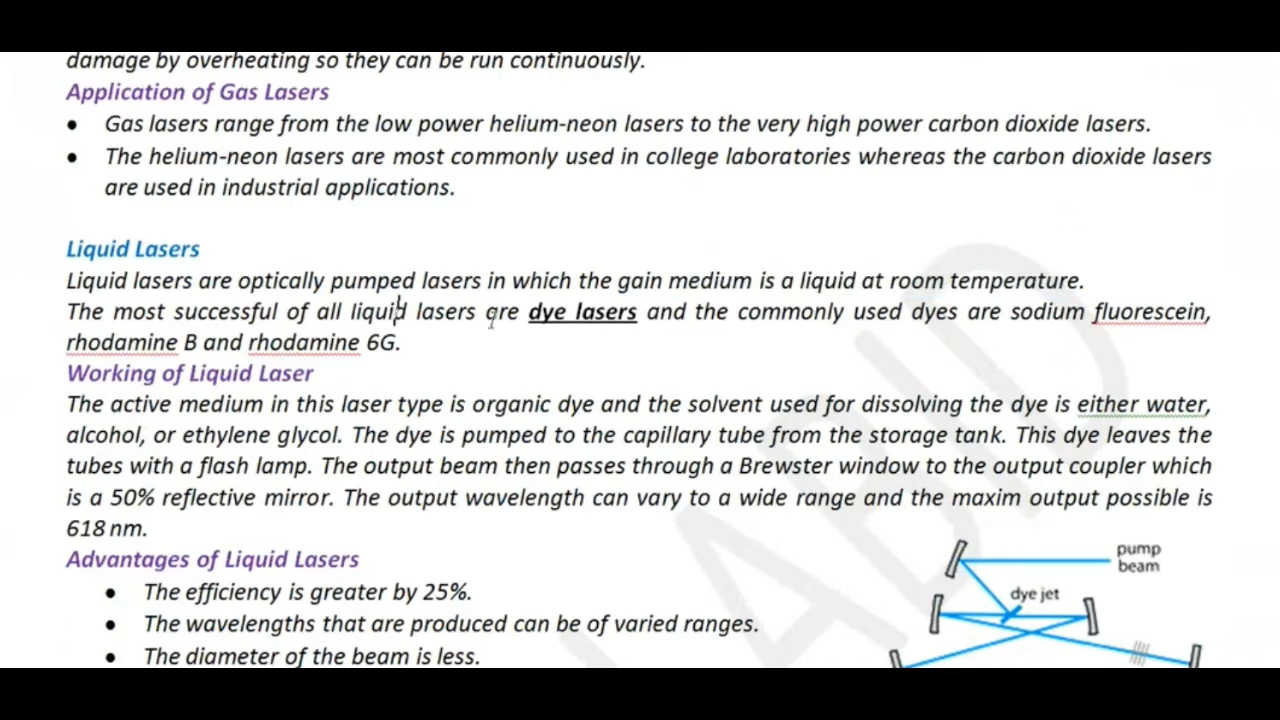 damage by overheating so they can be run continuously.
Application of Gas Lasers
• Gas lasers range from the low power helium-neon lasers to the very high power carbon dioxide lasers.
• The helium-neon lasers are most commonly used in college laboratories whereas the carbon dioxide lasers
are used in industrial applications.
Liquid Lasers
Liquid lasers are optically pumped lasers in which the gain medium is a liquid at room temperature.
The most successful of all liquid lasers are dye lasers and the commonly used dyes are sodium fluorescein,
rhodamine B and rhodamine 6G.
Working of Liquid Laser
The active medium in this laser type is organic dye and the solvent used for dissolving the dye is either water,
alcohol, or ethylene glycol. The dye is pumped to the capillary tube from the storage tank. This dye leaves the
tubes with a flash lamp. The output beam then passes through a Brewster window to the output coupler which
is a 50% reflective mirror. The output wavelength can vary to a wide range and the maxim output possible is
618 nm.
Advantages of Liquid Lasers
• The efficiency is greater by 25%.
• The wavelengths that are produced can be of varied ranges.
• The diameter of the beam is less.
pump
beam
dye jet
ABID